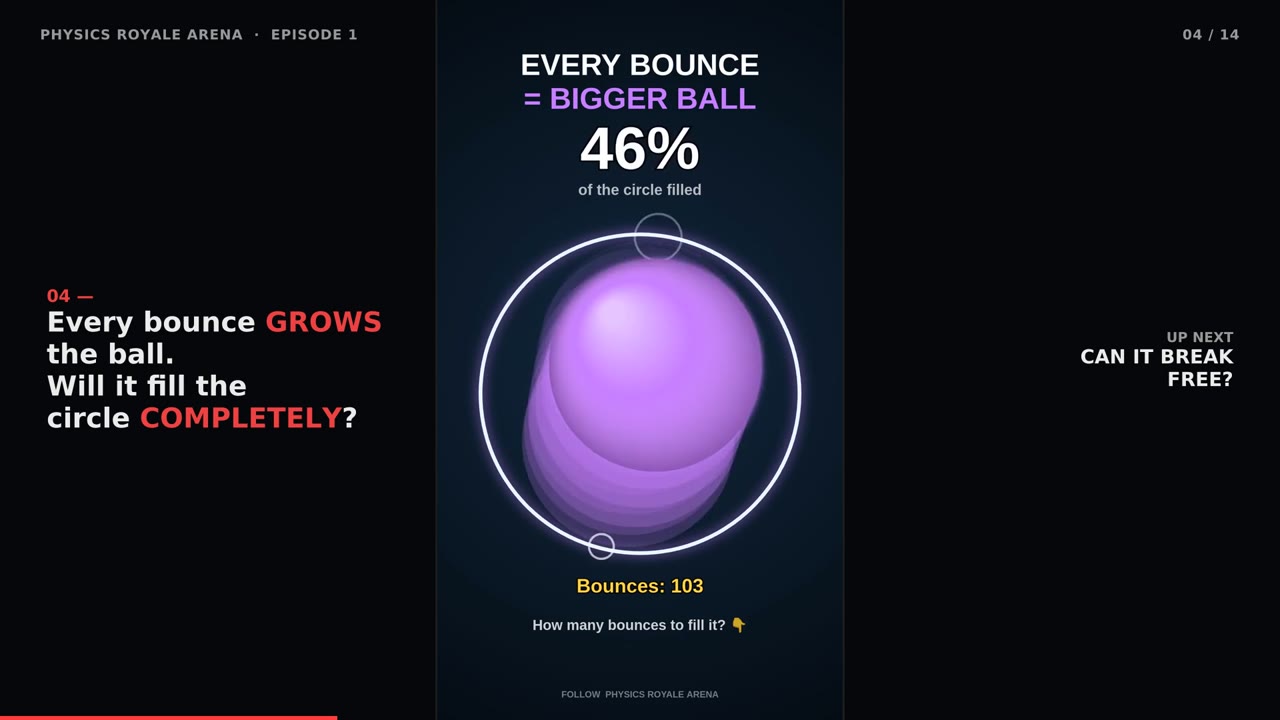 PHYSICS ROYALE ARENA · EPISODE 1
04 / 14
EVERY BOUNCE
= BIGGER BALL
46%
of the circle filled
04 —
Every bounce GROWS
the ball.
Will it fill the
circle COMPLETELY?
UP NEXT
CAN IT BREAK
FREE?
Bounces: 103
How many bounces to fill it? 👇
FOLLOW PHYSICS ROYALE ARENA